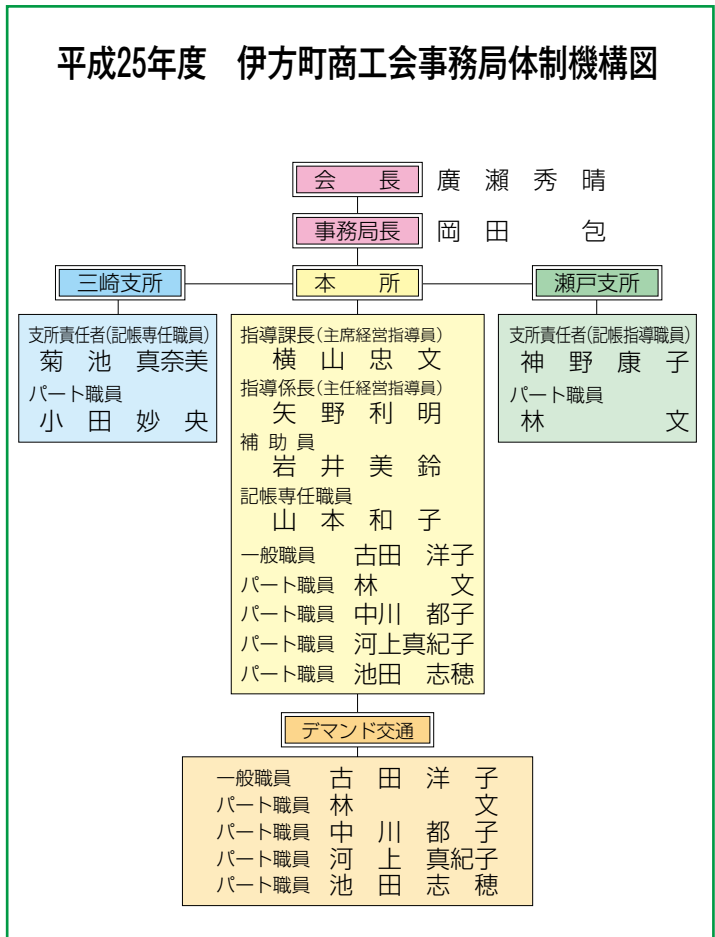 平成25年度　伊方町商工会事務局体制機構図
会　長　廣瀬秀晴
事務局長　岡田　包
三崎支所
本　所
瀬戸支所
支所責任者(記帳専任職員)
菊池　真奈美
パート職員
小田妙央
指導課長(主席経営指導員)
横山忠文
指導係長(主任経営指導員)
矢野利明
補助員
岩井美鈴
記帳専任職員
山本和子
一般職員　古田　洋子
パート職員　林　文
パート職員　中川　都子
パート職員　河上真紀子
パート職員　池田　志穂
支所責任者(記帳指導職員)
神野康子
パート職員
林　文
デマンド交通
一般職員　古田洋子
パート職員　林　文
パート職員　中川都子
パート職員　河上　真紀子
パート職員　池田志穂